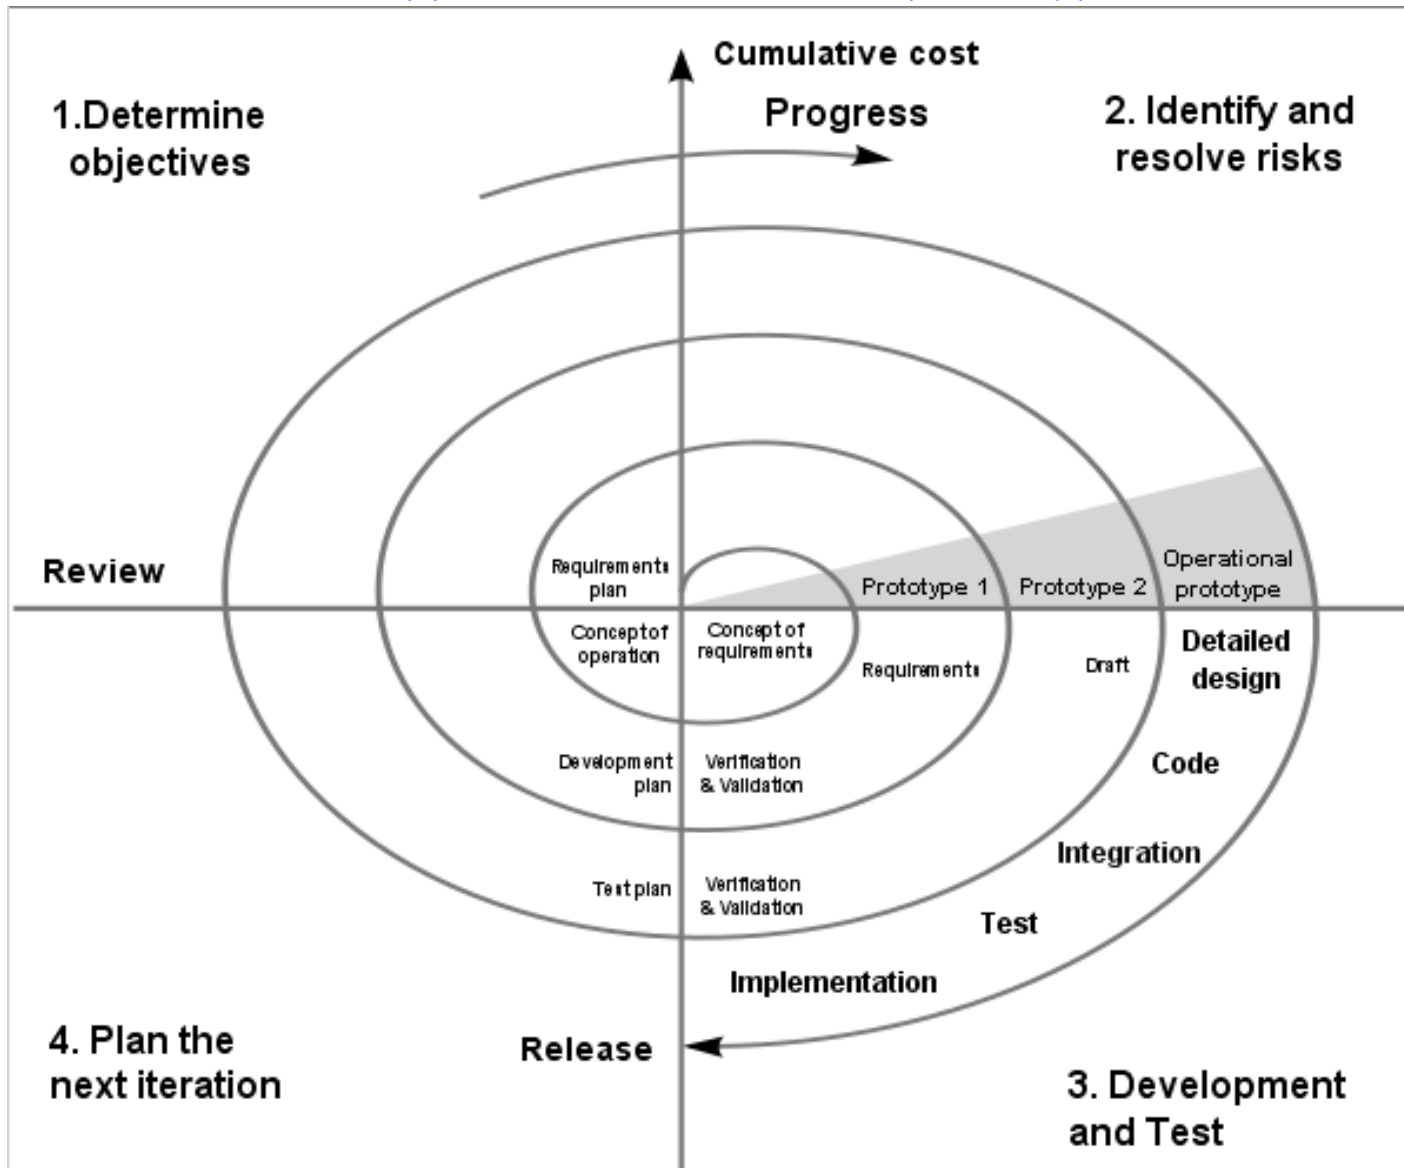 Cumulative cost
Progress
1.Determine
objectives
2. Identify and
resolve risks
Review
Requirements
plan
Prototype 1
Prototype 2
Operational
prototype
Concept of
operation
Concept of
requirements
Requirements
Draft
Detailed
design
Development
plan
Verification
& Validation
Code
Integration
Test plan
Verification
& Validation
Test
Implementation
Release
4. Plan the
next iteration
3. Development
and Test